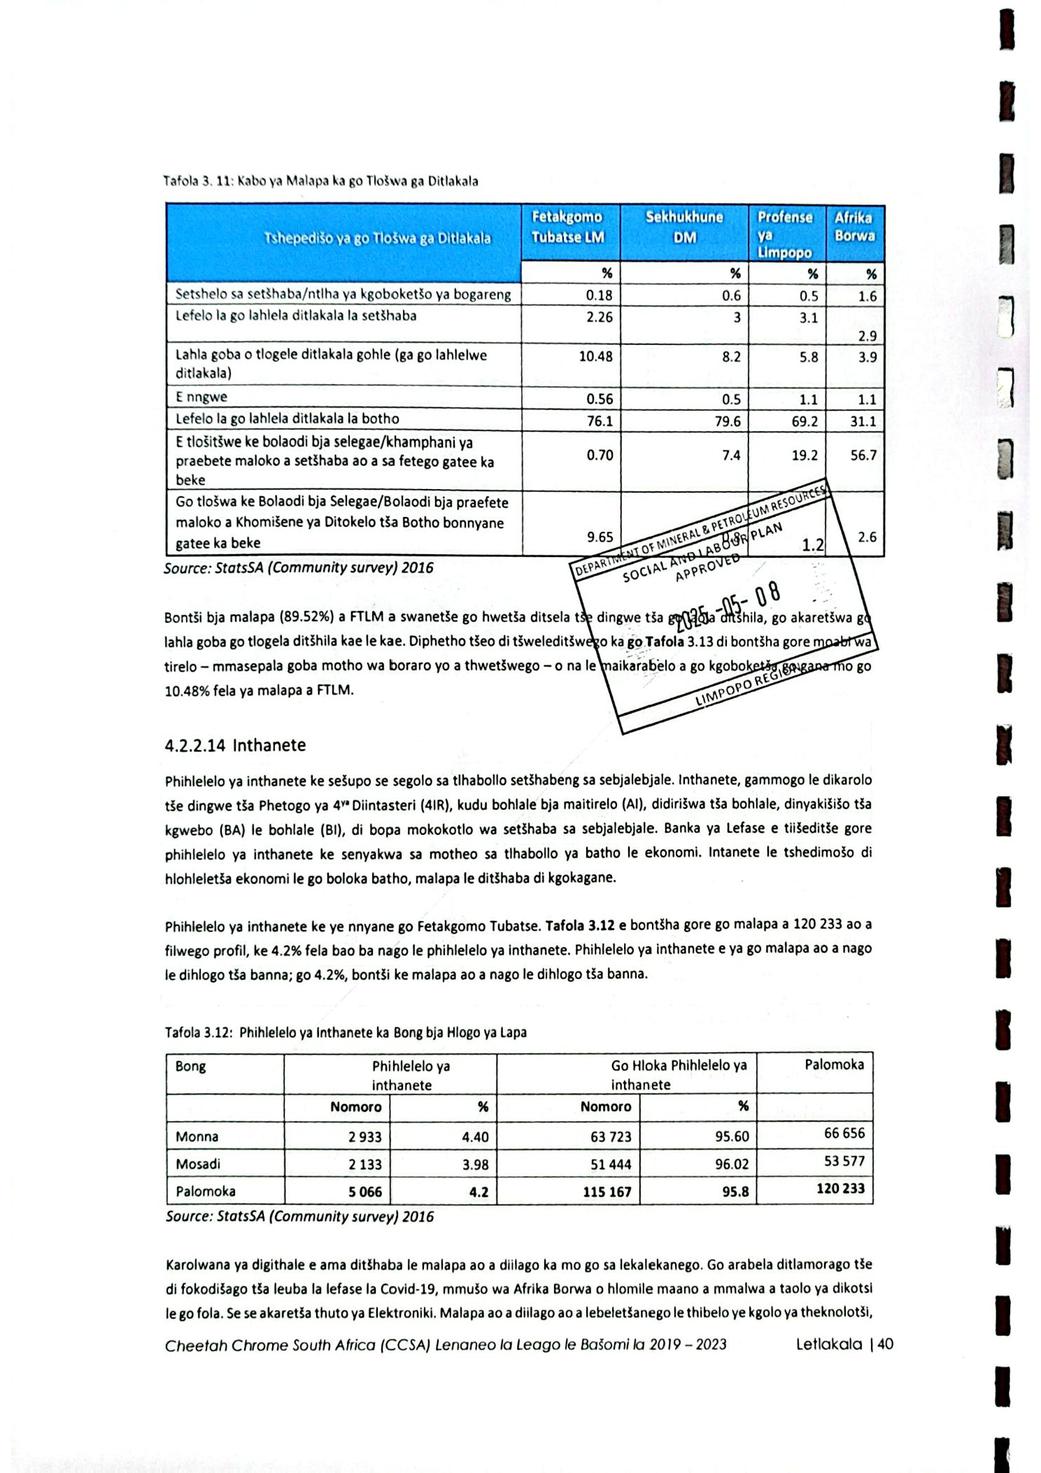 Tafola 3. 11: Kabo ya Malapa ka go Tlošwa ga Ditlakala
Tshepedišo ya go Tlošwa ga Ditlakala
Fetakgomo Tubatse LM
Sekhukhune DM
Profense ya Limpopo
Afrika Borwa
% % % %
Setshelo sa setšhaba/ntlha ya kgoboketšo ya bogareng 0.18 0.6 0.5 1.6
Lefelo la go lahlela ditlakala la setšhaba 2.26 3 3.1 2.9
Lahla goba o tlogele ditlakala gohle (ga go lahlelwe 10.48 8.2 5.8 3.9
ditlakala)
E nngwe 0.56 0.5 1.1 1.1
Lefelo la go lahlela ditlakala la botho 76.1 79.6 69.2 31.1
E tlošitšwe ke bolaodi bja selegae/khamphani ya
praebete maloko a setšhaba ao a sa fetego gatee ka 0.70 7.4 19.2 56.7
beke
Go tlošwa ke Bolaodi bja Selegae/Bolaodi bja praefete
maloko a Khomišene ya Ditokelo tša Botho bonnyane
gatee ka beke 9.65 1.2 2.6
Source: StatsSA (Community survey) 2016
DEPARTMENT OF MINERAL & PETROLEUM RESOURCES
SOCIAL AND LABOUR PLAN
APPROVED
2025 -05- 08
LIMPOPO REGION
Bontši bja malapa (89.52%) a FTLM a swanetše go hwetša ditsela tše dingwe tša go laola ditšhila, go akaretšwa go
lahla goba go tlogela ditšhila kae le kae. Diphetho tšeo di tšweleditšwego ka go Tafola 3.13 di bontšha gore moabi wa
tirelo – mmasepala goba motho wa boraro yo a thwetšwego – o na le maikarabelo a go kgoboketša go gana mo go
10.48% fela ya malapa a FTLM.
4.2.2.14 Inthanete
Phihlelelo ya inthanete ke sešupo se segolo sa tlhabollo setšhabeng sa sebjalebjale. Inthanete, gammogo le dikarolo
tše dingwe tša Phetogo ya 4ya Diintasteri (4IR), kudu bohlale bja maitirelo (AI), didirišwa tša bohlale, dinyakišišo tša
kgwebo (BA) le bohlale (BI), di bopa mokokotlo wa setšhaba sa sebjalebjale. Banka ya Lefase e tiišeditše gore
phihlelelo ya inthanete ke senyakwa sa motheo sa tlhabollo ya batho le ekonomi. Intanete le tshedimošo di
hlohleletša ekonomi le go boloka batho, malapa le ditšhaba di kgokagane.
Phihlelelo ya inthanete ke ye nnyane go Fetakgomo Tubatse. Tafola 3.12 e bontšha gore go malapa a 120 233 ao a
filwego profil, ke 4.2% fela bao ba nago le phihlelelo ya inthanete. Phihlelelo ya inthanete e ya go malapa ao a nago
le dihlogo tša banna; go 4.2%, bontši ke malapa ao a nago le dihlogo tša banna.
Tafola 3.12: Phihlelelo ya Inthanete ka Bong bja Hlogo ya Lapa
Bong Phihlelelo ya Go Hloka Phihlelelo ya Palomoka
inthanete inthanete
Nomoro % Nomoro %
Monna 2 933 4.40 63 723 95.60 66 656
Mosadi 2 133 3.98 51 444 96.02 53 577
Palomoka 5 066 4.2 115 167 95.8 120 233
Source: StatsSA (Community survey) 2016
Karolwana ya digithale e ama ditšhaba le malapa ao a diilago ka mo go sa lekalekanego. Go arabela ditlamorago tše
di fokodišago tša leuba la lefase la Covid-19, mmušo wa Afrika Borwa o hlomile maano a mmalwa a taolo ya dikotsi
le go fola. Se se akaretša thuto ya Elektroniki. Malapa ao a diilago ao a lebeletšanego le thibelo ye kgolo ya theknolotši,
Cheetah Chrome South Africa (CCSA) Lenaneo la Leago le Bašomi la 2019 – 2023 Letlakala | 40